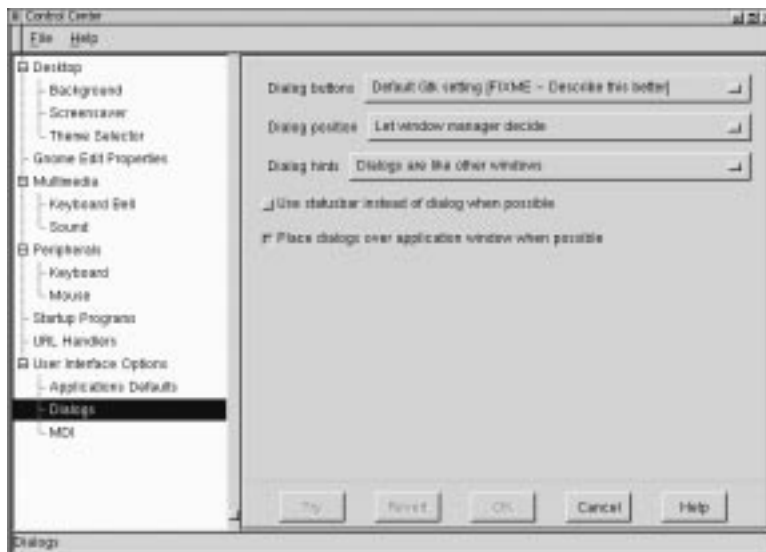 Control Center
File Help
Desktop
Background
Screensaver
Theme Selector
Gnome Edit Properties
Multimedia
Keyboard Bell
Sound
Peripherals
Keyboard
Mouse
Startup Programs
URL Handlers
User Interface Options
Applications Defaults
Dialogs
MDI
Dialog buttons Default Gtk setting [FIXME - Describe this better]
Dialog position Let window manager decide
Dialog hints Dialogs are like other windows
Use statusbar instead of dialog when possible
Place dialogs over application window when possible
Try Revert OK Cancel Help
Dialogs